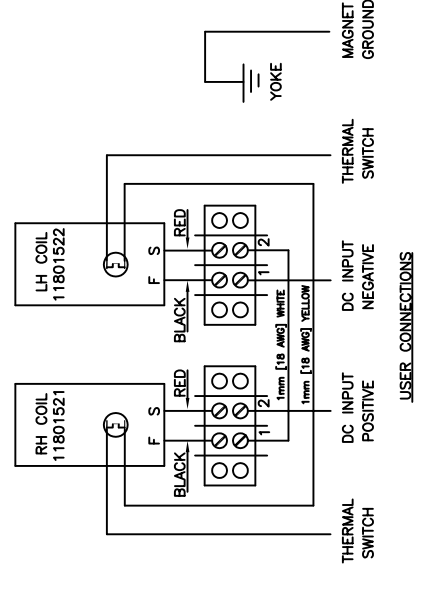 RH COIL
11801521
F
S
BLACK
RED
1
2
LH COIL
11801522
F
S
BLACK
RED
1
2
1mm [18 AWG] WHITE
1mm [18 AWG] YELLOW
YOKE
THERMAL
SWITCH
DC INPUT
POSITIVE
DC INPUT
NEGATIVE
THERMAL
SWITCH
MAGNET
GROUND
USER CONNECTIONS